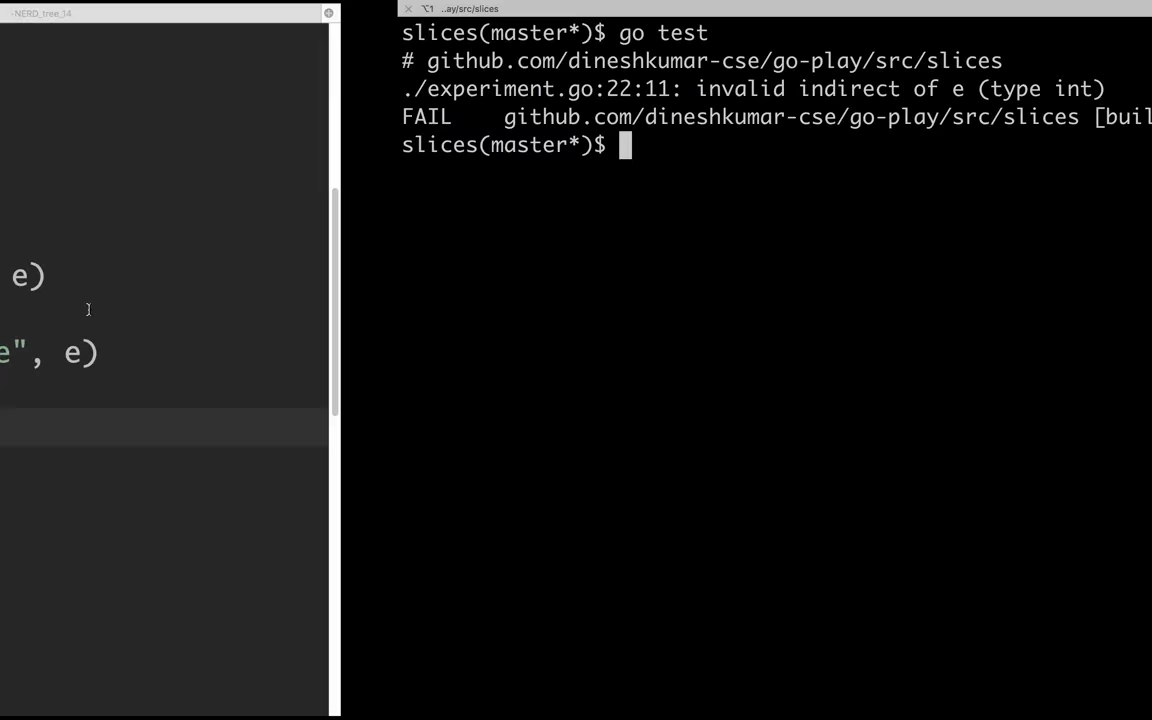 -NERD_tree_14
e)
e", e)
⌥1 ..ay/src/slices
slices(master*)$ go test
# github.com/dineshkumar-cse/go-play/src/slices
./experiment.go:22:11: invalid indirect of e (type int)
FAIL github.com/dineshkumar-cse/go-play/src/slices [buil
slices(master*)$